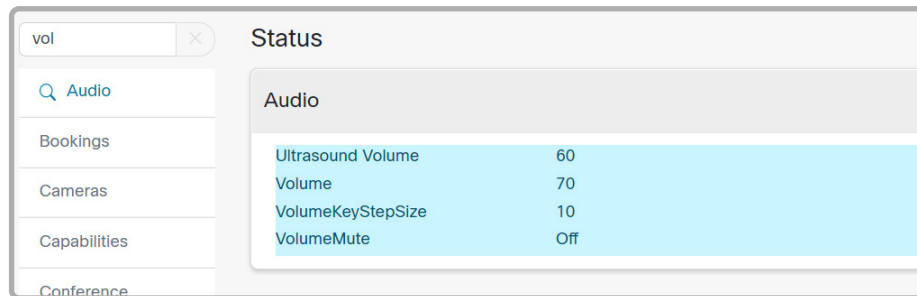 vol
Audio
Bookings
Cameras
Capabilities
Conference
Status
Audio
Ultrasound Volume 60
Volume 70
VolumeKeyStepSize 10
VolumeMute Off